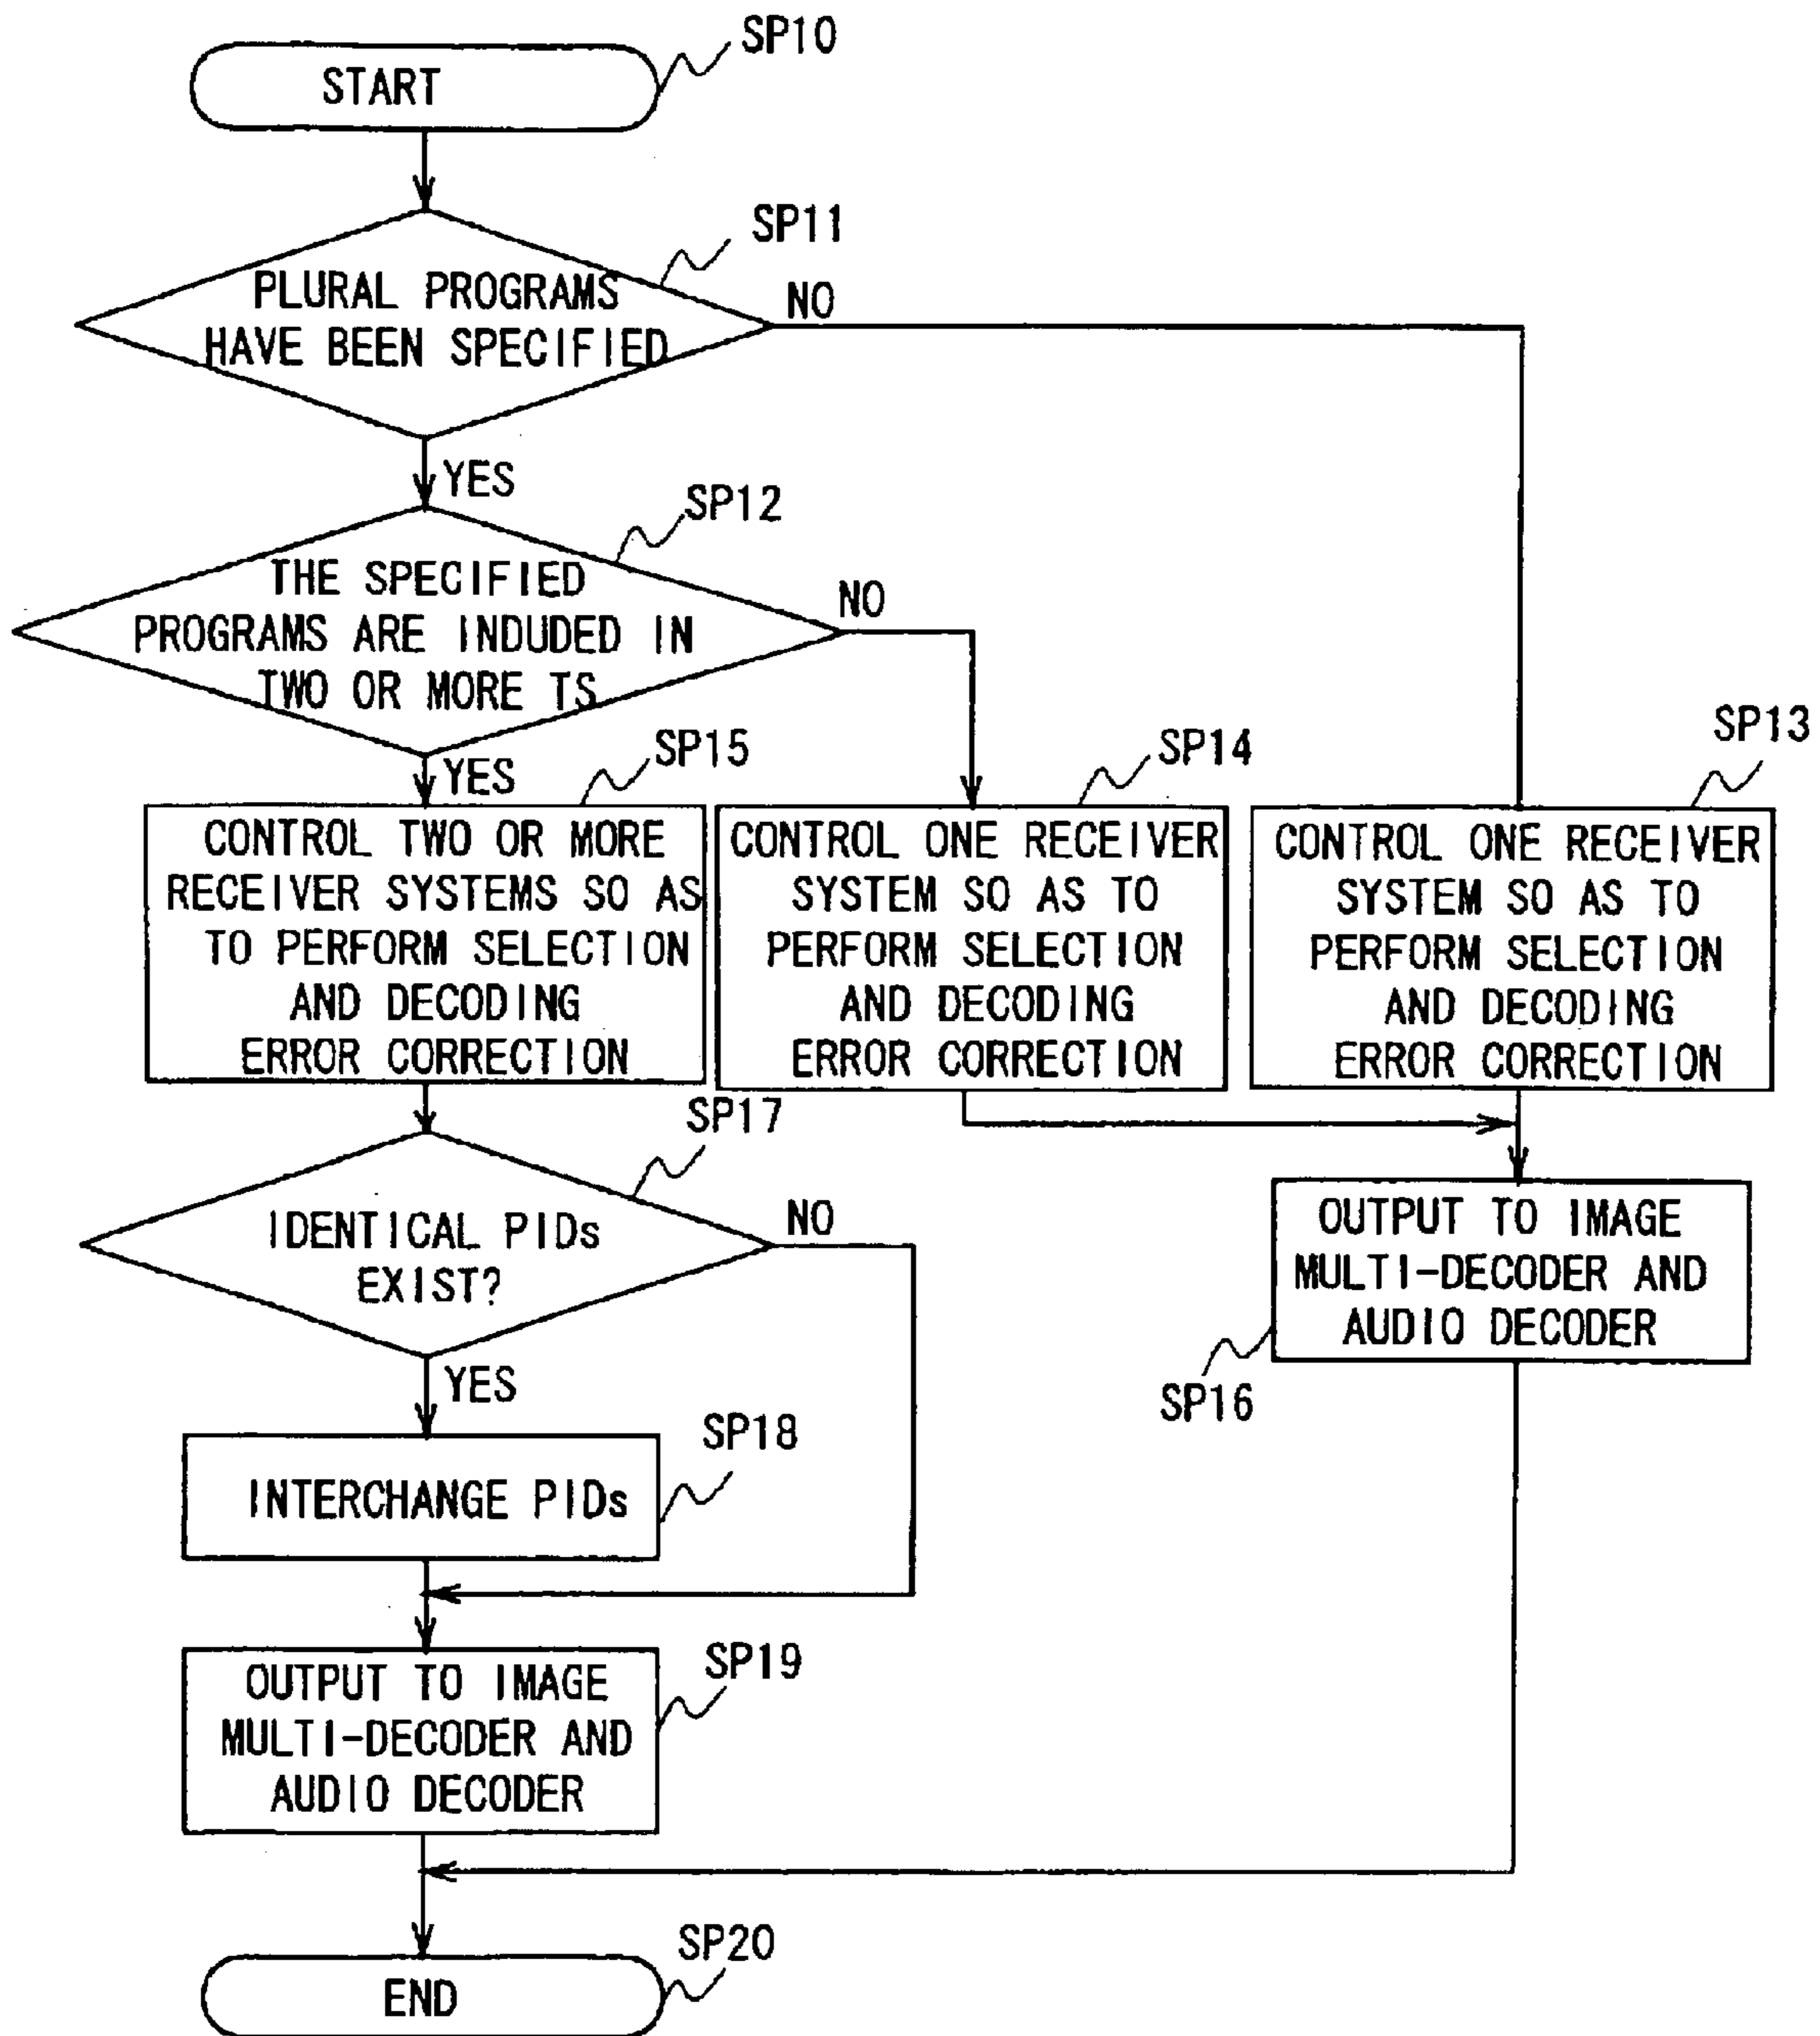 SP10
START
SP11
PLURAL PROGRAMS
HAVE BEEN SPECIFIED
NO
YES
SP12
THE SPECIFIED
PROGRAMS ARE INDUDED IN
TWO OR MORE TS
NO
YES
SP15
CONTROL TWO OR MORE
RECEIVER SYSTEMS SO AS
TO PERFORM SELECTION
AND DECODING
ERROR CORRECTION
SP14
CONTROL ONE RECEIVER
SYSTEM SO AS TO
PERFORM SELECTION
AND DECODING
ERROR CORRECTION
SP13
CONTROL ONE RECEIVER
SYSTEM SO AS TO
PERFORM SELECTION
AND DECODING
ERROR CORRECTION
SP17
IDENTICAL PIDs
EXIST?
NO
YES
OUTPUT TO IMAGE
MULTI-DECODER AND
AUDIO DECODER
SP16
SP18
INTERCHANGE PIDs
SP19
OUTPUT TO IMAGE
MULTI-DECODER AND
AUDIO DECODER
SP20
END